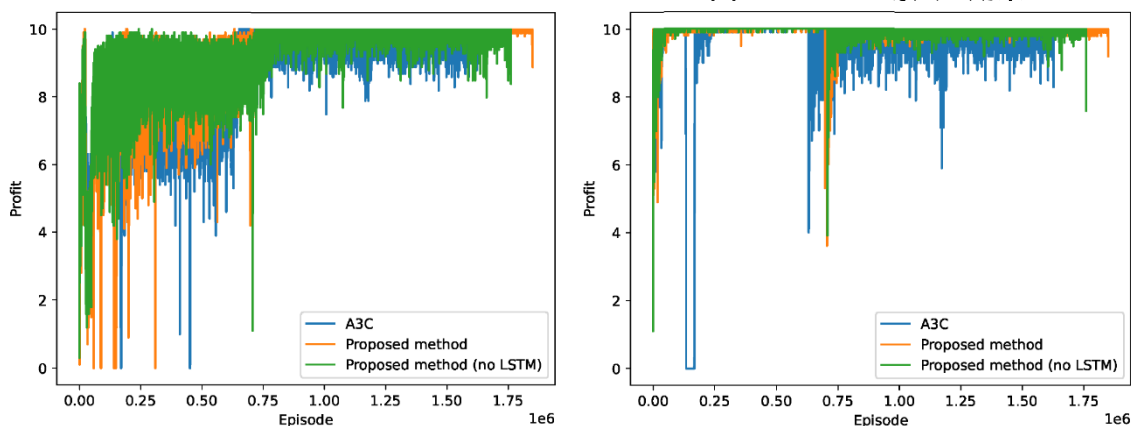 10
8
6
4
2
0
Profit
A3C
Proposed method
Proposed method (no LSTM)
0.00 0.25 0.50 0.75 1.00 1.25 1.50 1.75
Episode
1e6
10
8
6
4
2
0
Profit
A3C
Proposed method
Proposed method (no LSTM)
0.00 0.25 0.50 0.75 1.00 1.25 1.50 1.75
Episode
1e6